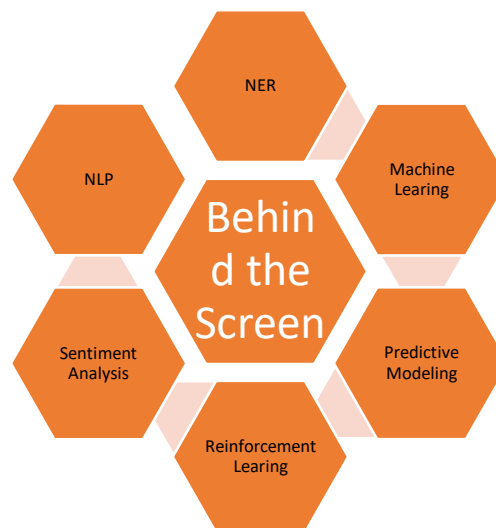 NER
NLP
Machine
Learing
Behin
d the
Screen
Sentiment
Analysis
Predictive
Modeling
Reinforcement
Learing